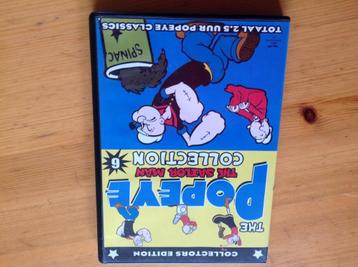 COLLECTORS EDITION
THE
POPEYE
THE SAILOR MAN
COLLECTION
6
SPINAC
TOTAAL 2.5 UUR POPEYE CLASSICS